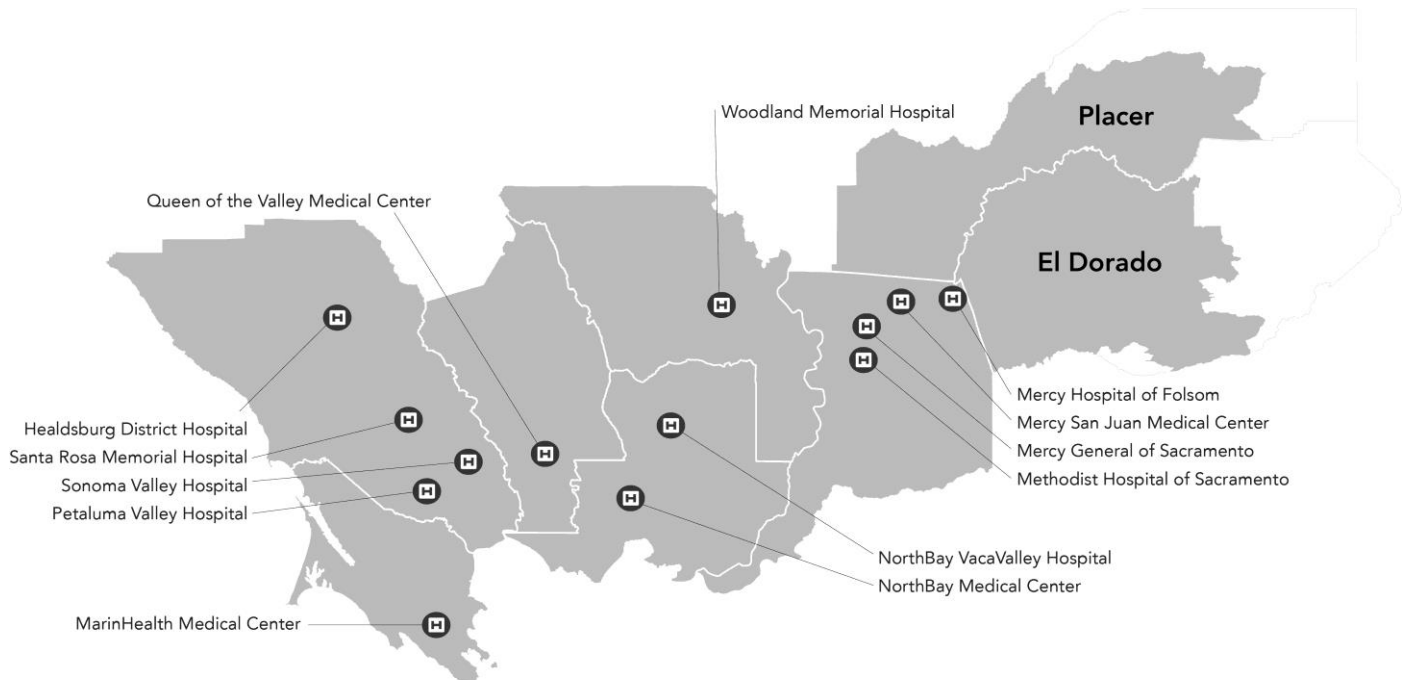 Woodland Memorial Hospital
Placer
Queen of the Valley Medical Center
El Dorado
Healdsburg District Hospital
Santa Rosa Memorial Hospital
Sonoma Valley Hospital
Petaluma Valley Hospital
MarinHealth Medical Center
Mercy Hospital of Folsom
Mercy San Juan Medical Center
Mercy General of Sacramento
Methodist Hospital of Sacramento
NorthBay VacaValley Hospital
NorthBay Medical Center
H
H
H
H
H
H
H
H
H
H
H
H
H